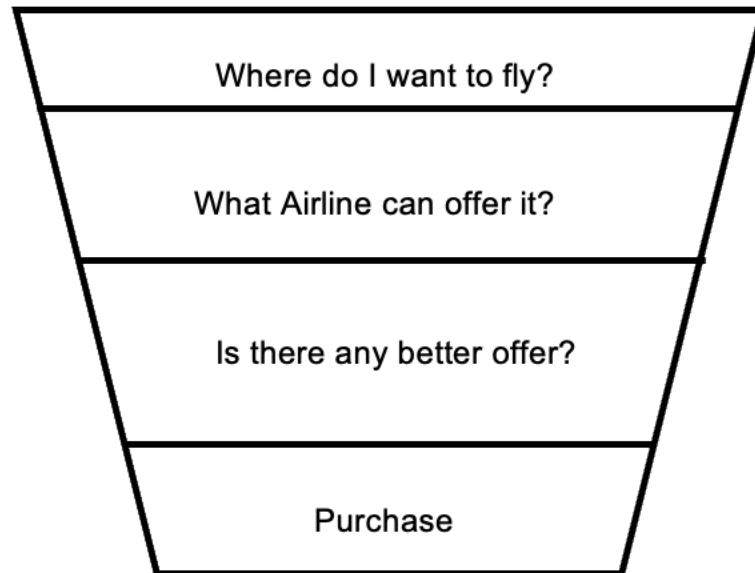 Where do I want to fly?
What Airline can offer it?
Is there any better offer?
Purchase